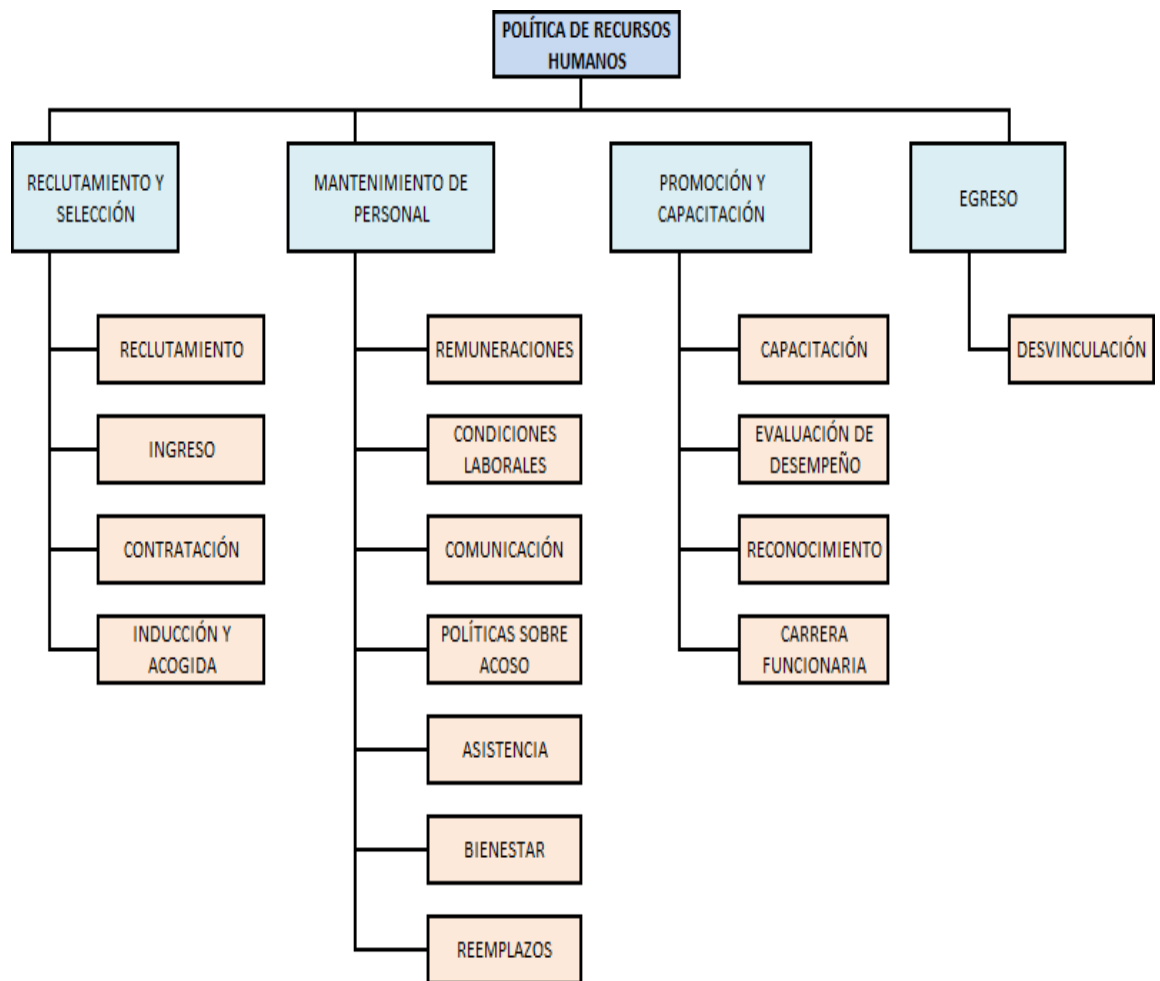 POLÍTICA DE RECURSOS
HUMANOS
RECLUTAMIENTO Y
SELECCIÓN
RECLUTAMIENTO
INGRESO
CONTRATACIÓN
INDUCCIÓN Y
ACOGIDA
MANTENIMIENTO DE
PERSONAL
REMUNERACIONES
CONDICIONES
LABORALES
COMUNICACIÓN
POLÍTICAS SOBRE
ACOSO
ASISTENCIA
BIENESTAR
REEMPLAZOS
PROMOCIÓN Y
CAPACITACIÓN
CAPACITACIÓN
EVALUACIÓN DE
DESEMPEÑO
RECONOCIMIENTO
CARRERA
FUNCIONARIA
EGRESO
DESVINCULACIÓN